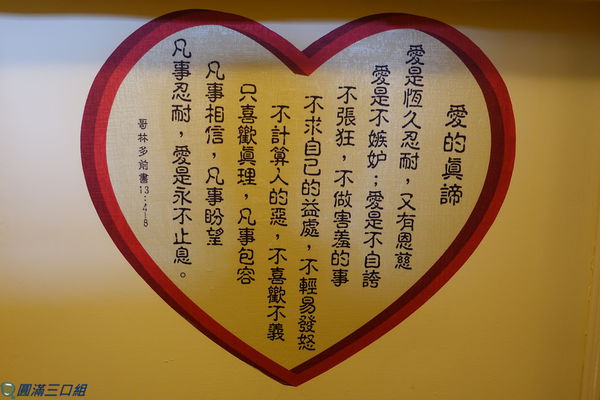 愛的眞諦
愛是恆久忍耐，又有恩慈
愛是不嫉妒；愛是不自誇
不張狂，不做害羞的事
不求自己的益處，不輕易發怒
不計算人的惡，不喜歡不義
只喜歡眞理，凡事包容
凡事相信，凡事盼望
凡事忍耐，愛是永不止息。
哥林多前書13：4-8
圓滿三口組